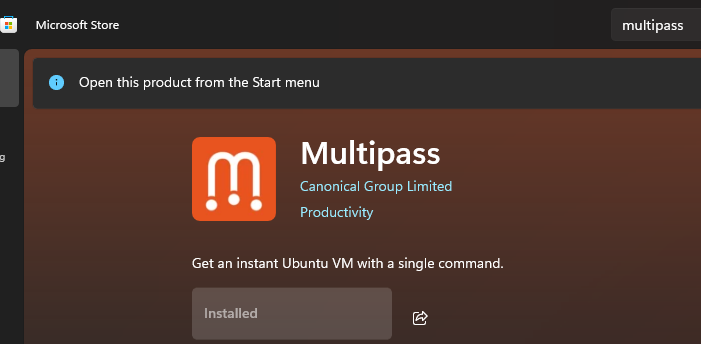 Microsoft Store
multipass
Open this product from the Start menu
Multipass
Canonical Group Limited
Productivity
Get an instant Ubuntu VM with a single command.
Installed